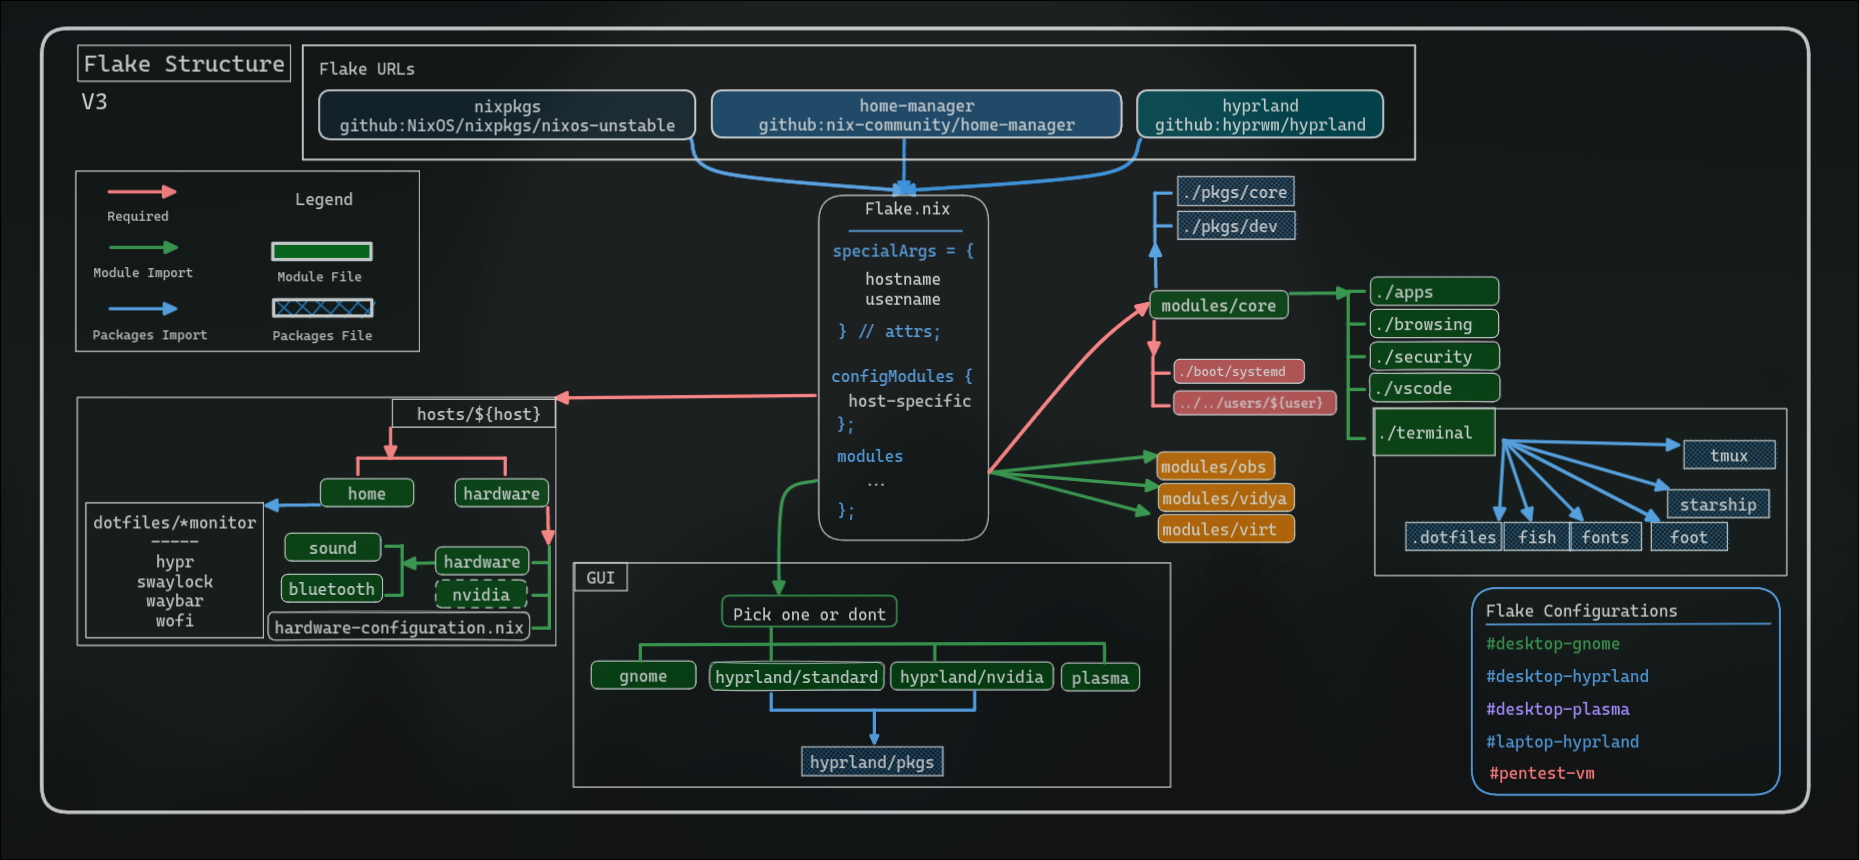 Flake Structure
V3
Flake URLs
nixpkgs
github:NixOS/nixpkgs/nixos-unstable
home-manager
github:nix-community/home-manager
hyprland
github:hyprwm/hyprland
Legend
Required
Module Import
Module File
Packages Import
Packages File
Flake.nix
specialArgs = {
hostname
username
} // attrs;
configModules {
host-specific
};
modules
...
};
./pkgs/core
./pkgs/dev
modules/core
./boot/systemd
../../users/${user}
./apps
./browsing
./security
./vscode
./terminal
tmux
starship
.dotfiles
fish
fonts
foot
modules/obs
modules/vidya
modules/virt
hosts/${host}
home
hardware
dotfiles/*monitor
-----
hypr
swaylock
waybar
wofi
sound
bluetooth
hardware
nvidia
hardware-configuration.nix
GUI
Pick one or dont
gnome
hyprland/standard
hyprland/nvidia
plasma
hyprland/pkgs
Flake Configurations
#desktop-gnome
#desktop-hyprland
#desktop-plasma
#laptop-hyprland
#pentest-vm